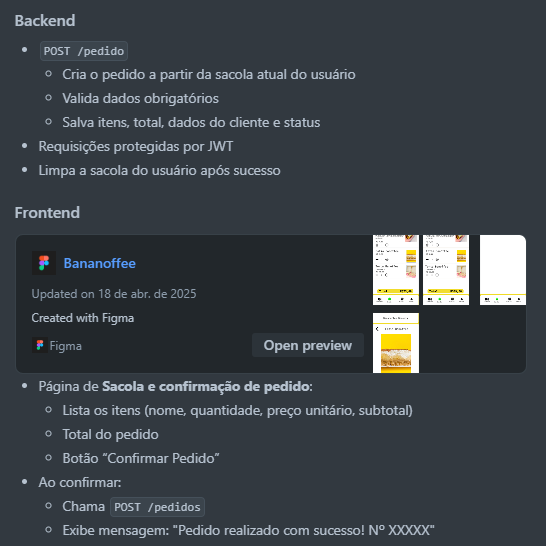 Backend
POST /pedido
Cria o pedido a partir da sacola atual do usuário
Valida dados obrigatórios
Salva itens, total, dados do cliente e status
Requisições protegidas por JWT
Limpa a sacola do usuário após sucesso
Frontend
Bananoffee
Updated on 18 de abr. de 2025
Created with Figma
Figma
Open preview
Página de Sacola e confirmação de pedido:
Lista os itens (nome, quantidade, preço unitário, subtotal)
Total do pedido
Botão “Confirmar Pedido”
Ao confirmar:
Chama POST /pedidos
Exibe mensagem: "Pedido realizado com sucesso! Nº XXXXX"